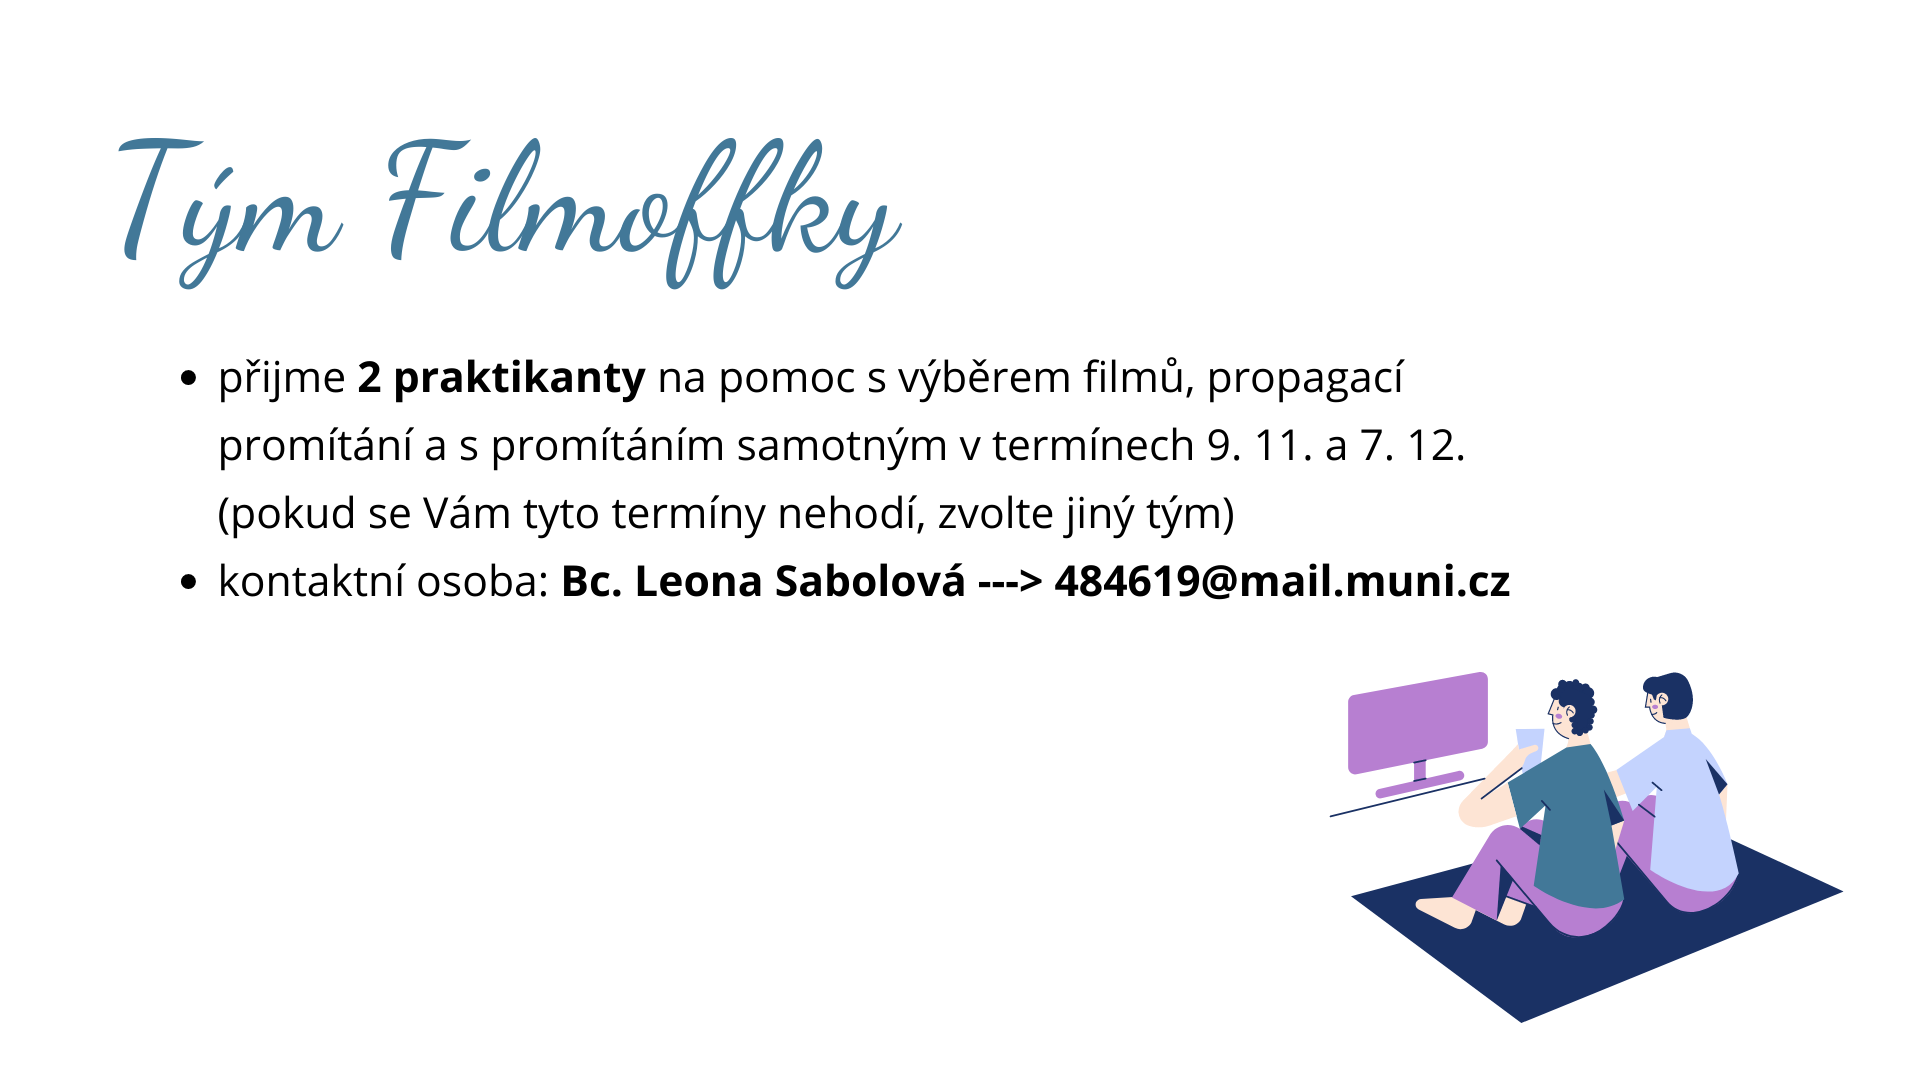 Tým Filmoffky
• přijme 2 praktikanty na pomoc s výběrem filmů, propagací
promítání a s promítáním samotným v termínech 9. 11. a 7. 12.
(pokud se Vám tyto termíny nehodí, zvolte jiný tým)
• kontaktní osoba: Bc. Leona Sabolová ---> 484619@mail.muni.cz